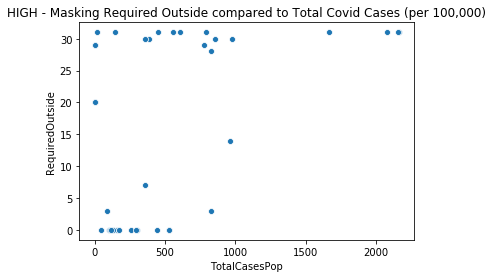 HIGH - Masking Required Outside compared to Total Covid Cases (per 100,000)
30
25
20
15
10
5
0
RequiredOutside
0 500 1000 1500 2000
TotalCasesPop